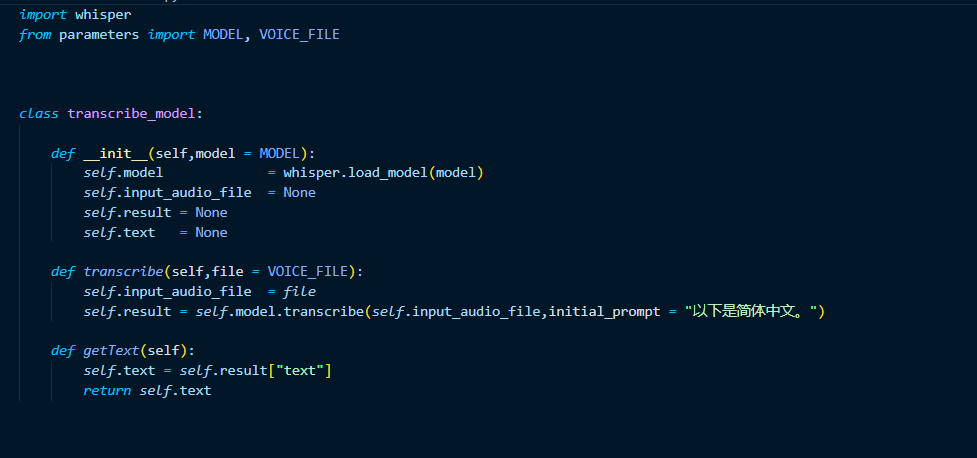 import whisper
from parameters import MODEL, VOICE_FILE
class transcribe_model:
def __init__(self,model = MODEL):
self.model = whisper.load_model(model)
self.input_audio_file = None
self.result = None
self.text = None
def transcribe(self,file = VOICE_FILE):
self.input_audio_file = file
self.result = self.model.transcribe(self.input_audio_file,initial_prompt = "以下是简体中文。")
def getText(self):
self.text = self.result["text"]
return self.text